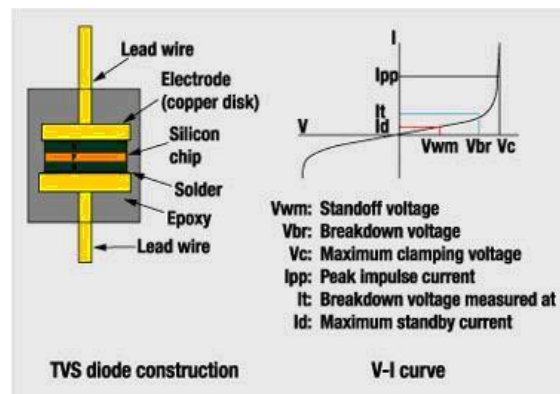 Lead wire
Electrode
(copper disk)
Silicon
chip
Solder
Epoxy
Lead wire
TVS diode construction
I
Ipp
It
Id
V
Vwm
Vbr
Vc
Vwm: Standoff voltage
Vbr: Breakdown voltage
Vc: Maximum clamping voltage
Ipp: Peak impulse current
It: Breakdown voltage measured at
Id: Maximum standby current
V-I curve